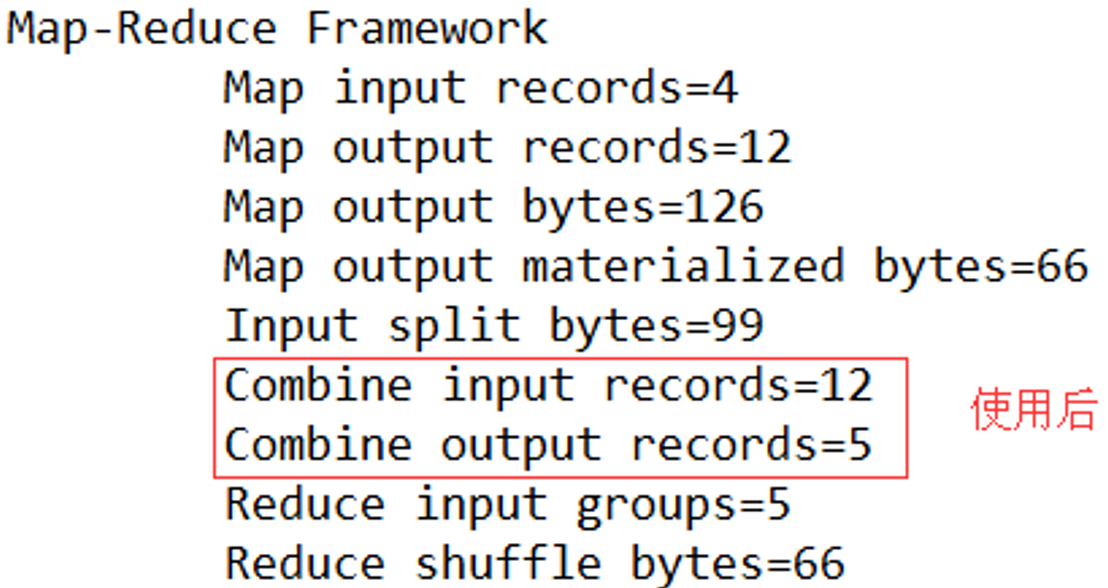 Map-Reduce Framework
Map input records=4
Map output records=12
Map output bytes=126
Map output materialized bytes=66
Input split bytes=99
Combine input records=12
Combine output records=5
使用后
Reduce input groups=5
Reduce shuffle bytes=66